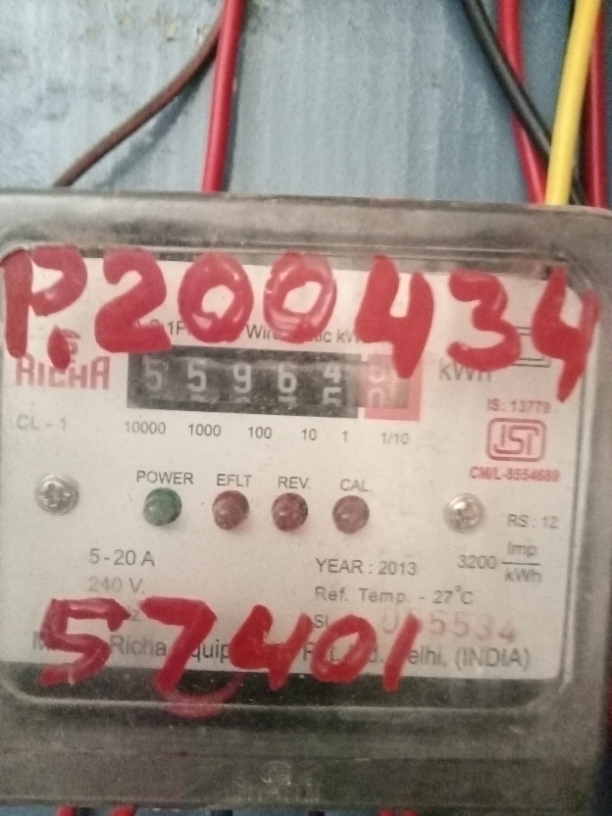 P.200434
RICHA
kWh
5 5 9 6 4
10000 1000 100 10 1 1/10
IS: 13779
ISI
CM/L-8554689
CL-1
POWER EFLT REV. CAL
RS: 12
5-20 A
240 V.
YEAR : 2013
3200 Imp/kWh
Ref. Temp. - 27°C
57401
Richa
(INDIA)